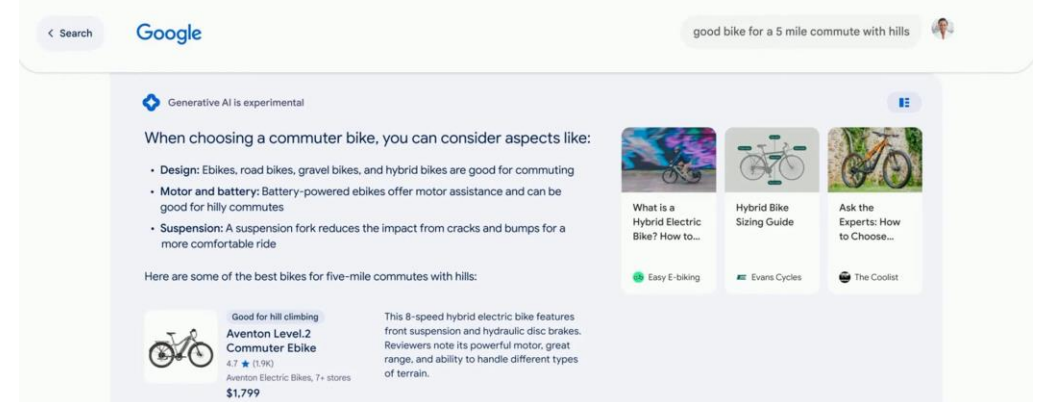 Search
Google
good bike for a 5 mile commute with hills
Generative AI is experimental
When choosing a commuter bike, you can consider aspects like:
• Design: Ebikes, road bikes, gravel bikes, and hybrid bikes are good for commuting
• Motor and battery: Battery-powered ebikes offer motor assistance and can be
good for hilly commutes
• Suspension: A suspension fork reduces the impact from cracks and bumps for a
more comfortable ride
Here are some of the best bikes for five-mile commutes with hills:
Good for hill climbing
Aventon Level.2
Commuter Ebike
4.7 ★ (1.9K)
Aventon Electric Bikes, 7+ stores
$1,799
This 8-speed hybrid electric bike features
front suspension and hydraulic disc brakes.
Reviewers note its powerful motor, great
range, and ability to handle different types
of terrain.
What is a
Hybrid Electric
Bike? How to...
Easy E-biking
Hybrid Bike
Sizing Guide
Evans Cycles
Ask the
Experts: How
to Choose...
The Coolist